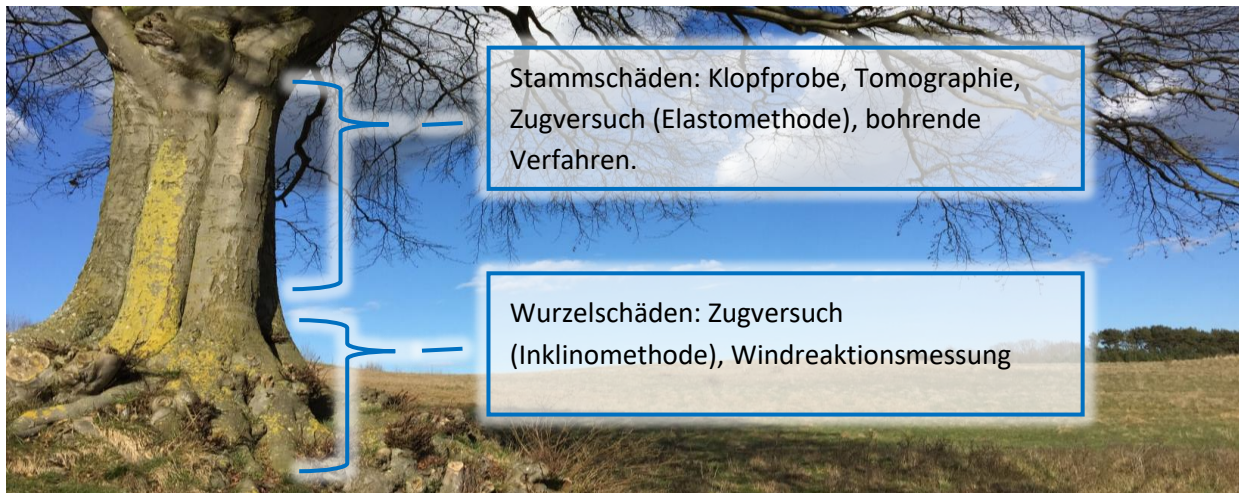 Stammschäden: Klopfprobe, Tomographie,
Zugversuch (Elastomethode), bohrende
Verfahren.
Wurzelschäden: Zugversuch
(Inklinomethode), Windreaktionsmessung